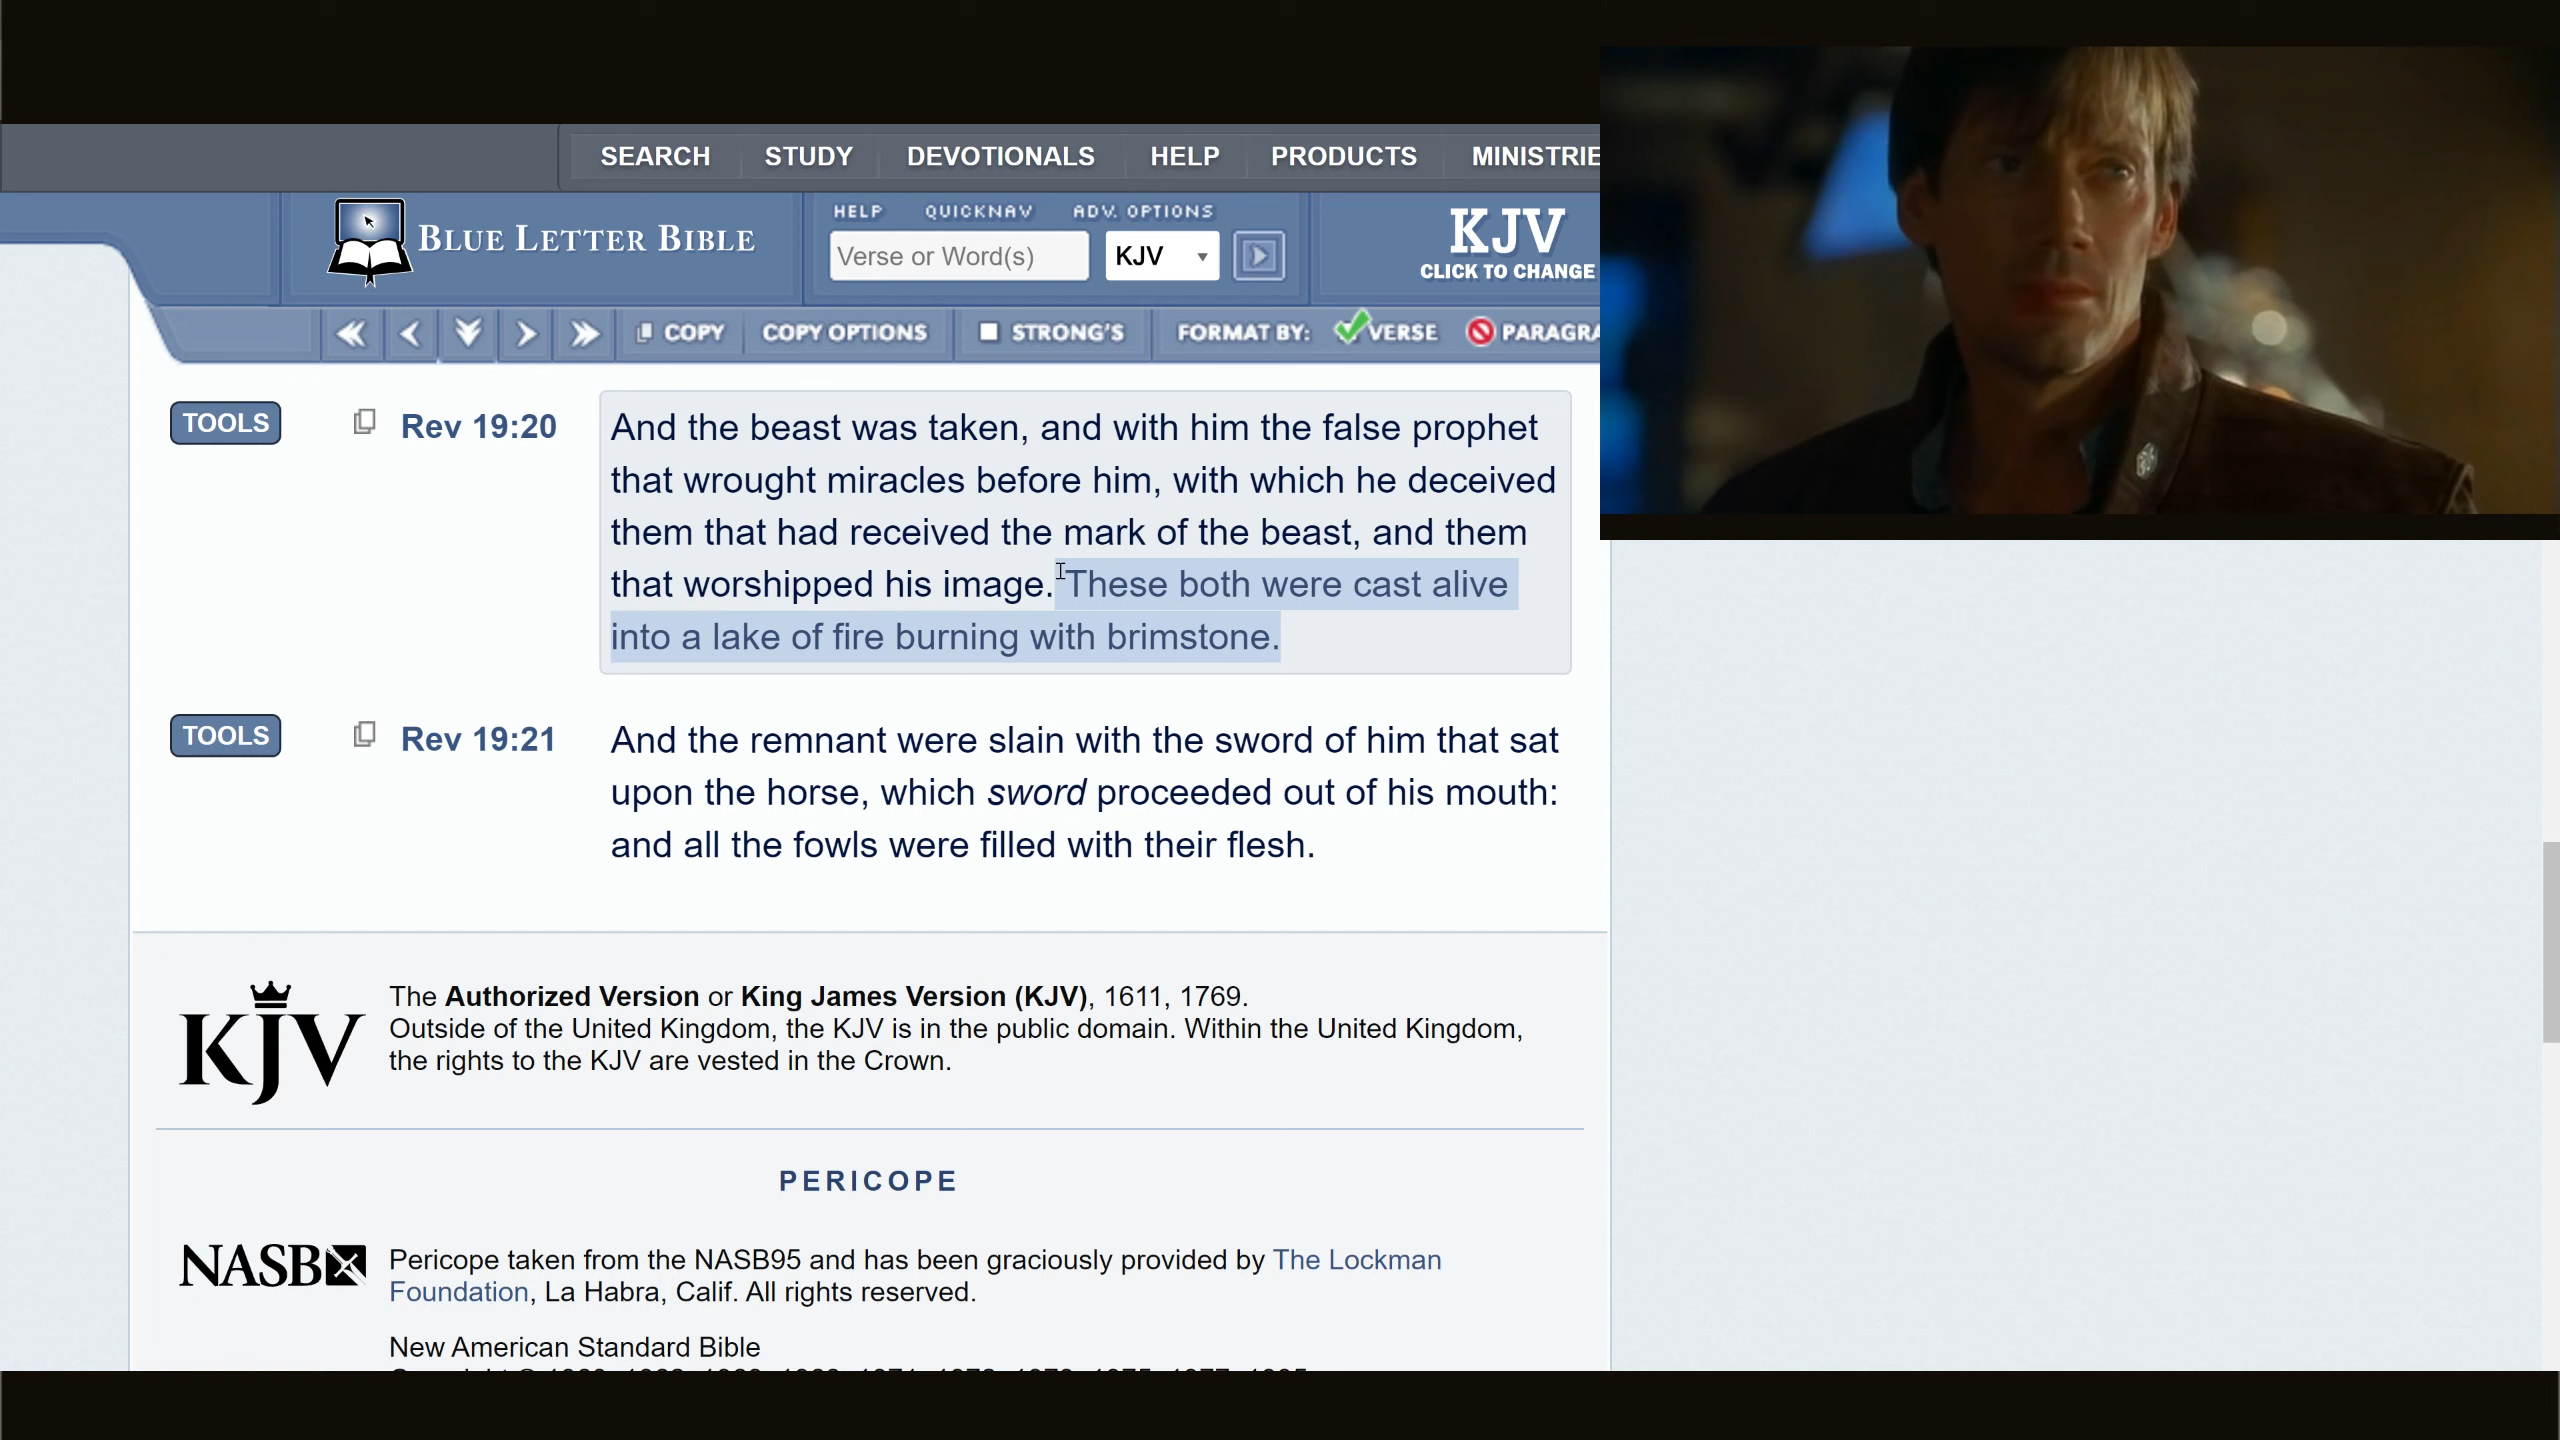 SEARCH STUDY DEVOTIONALS HELP PRODUCTS MINISTRIE
BLUE LETTER BIBLE
HELP QUICKNAV ADV. OPTIONS
Verse or Word(s) KJV
KJV
CLICK TO CHANGE
COPY COPY OPTIONS STRONG'S FORMAT BY: VERSE PARAGRA
TOOLS Rev 19:20 And the beast was taken, and with him the false prophet
that wrought miracles before him, with which he deceived
them that had received the mark of the beast, and them
that worshipped his image. These both were cast alive
into a lake of fire burning with brimstone.
TOOLS Rev 19:21 And the remnant were slain with the sword of him that sat
upon the horse, which sword proceeded out of his mouth:
and all the fowls were filled with their flesh.
KJV
The Authorized Version or King James Version (KJV), 1611, 1769.
Outside of the United Kingdom, the KJV is in the public domain. Within the United Kingdom,
the rights to the KJV are vested in the Crown.
PERICOPE
NASB
Pericope taken from the NASB95 and has been graciously provided by The Lockman
Foundation, La Habra, Calif. All rights reserved.
New American Standard Bible